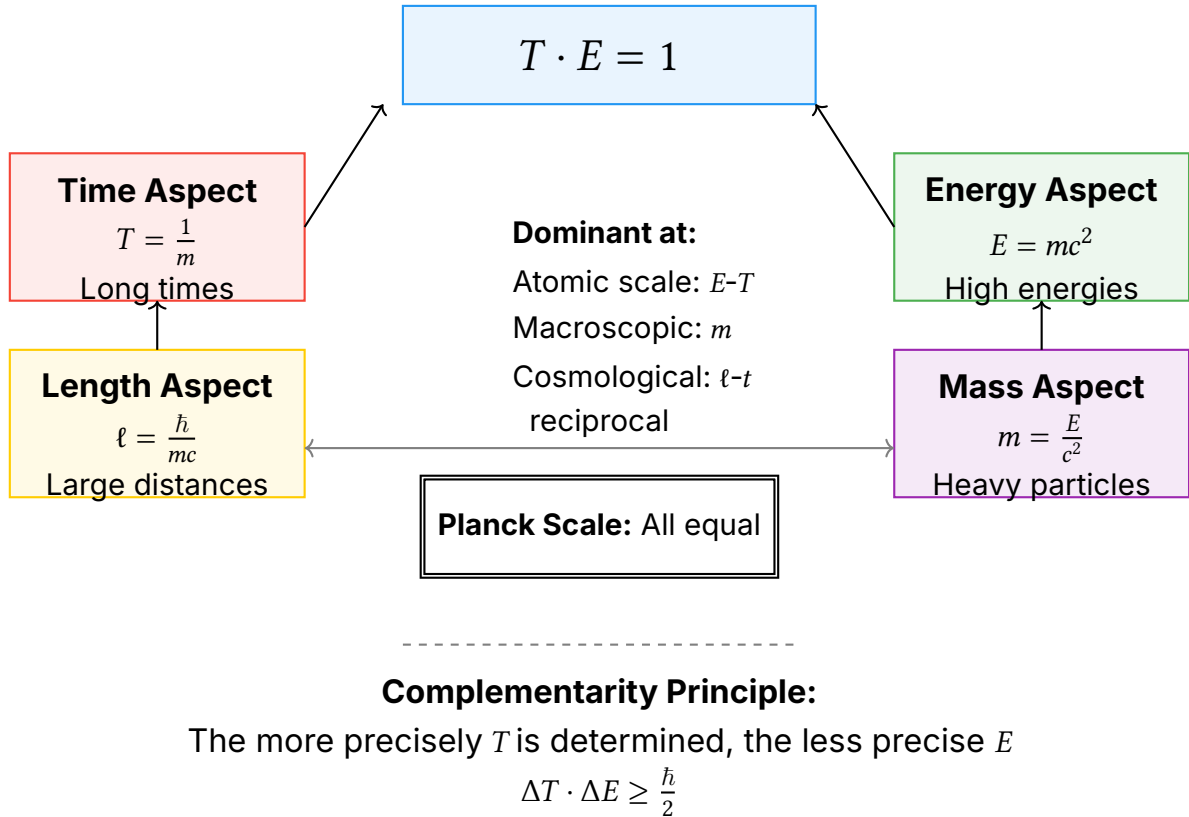 T · E = 1
Time Aspect
T = 1/m
Long times
Energy Aspect
E = mc²
High energies
Dominant at:
Atomic scale: E-T
Macroscopic: m
Cosmological: ℓ-t
reciprocal
Length Aspect
ℓ = ħ/mc
Large distances
Mass Aspect
m = E/c²
Heavy particles
Planck Scale: All equal
Complementarity Principle:
The more precisely T is determined, the less precise E
ΔT · ΔE ≥ ħ/2